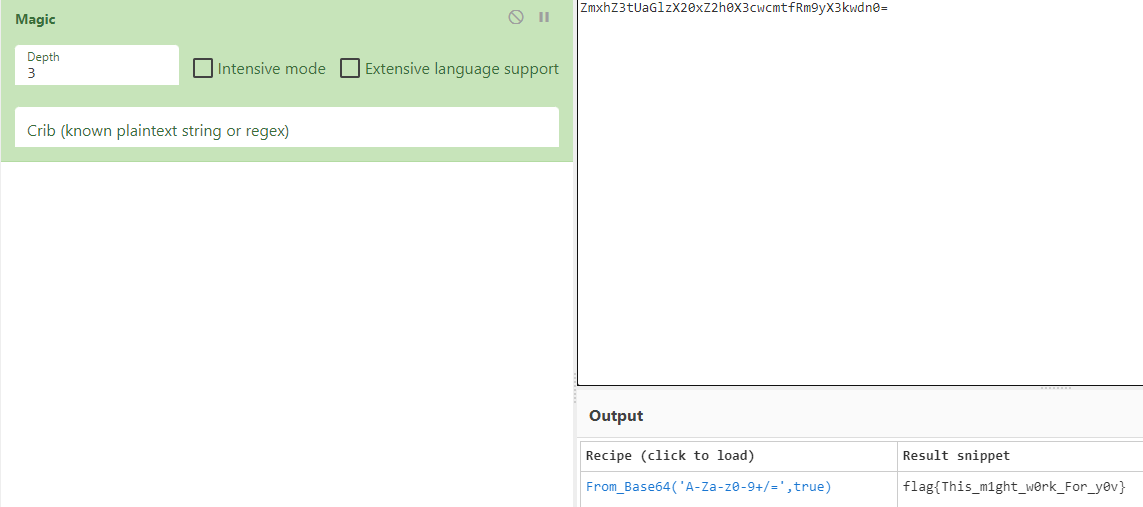 Magic
Depth
3
Intensive mode
Extensive language support
Crib (known plaintext string or regex)
ZmxhZ3tUaGlzX20xZ2h0X3cwcmtfRm9yX3kwdn0=
Output
Recipe (click to load)
Result snippet
From_Base64('A-Za-z0-9+/=',true)
flag{This_m1ght_w0rk_For_y0v}